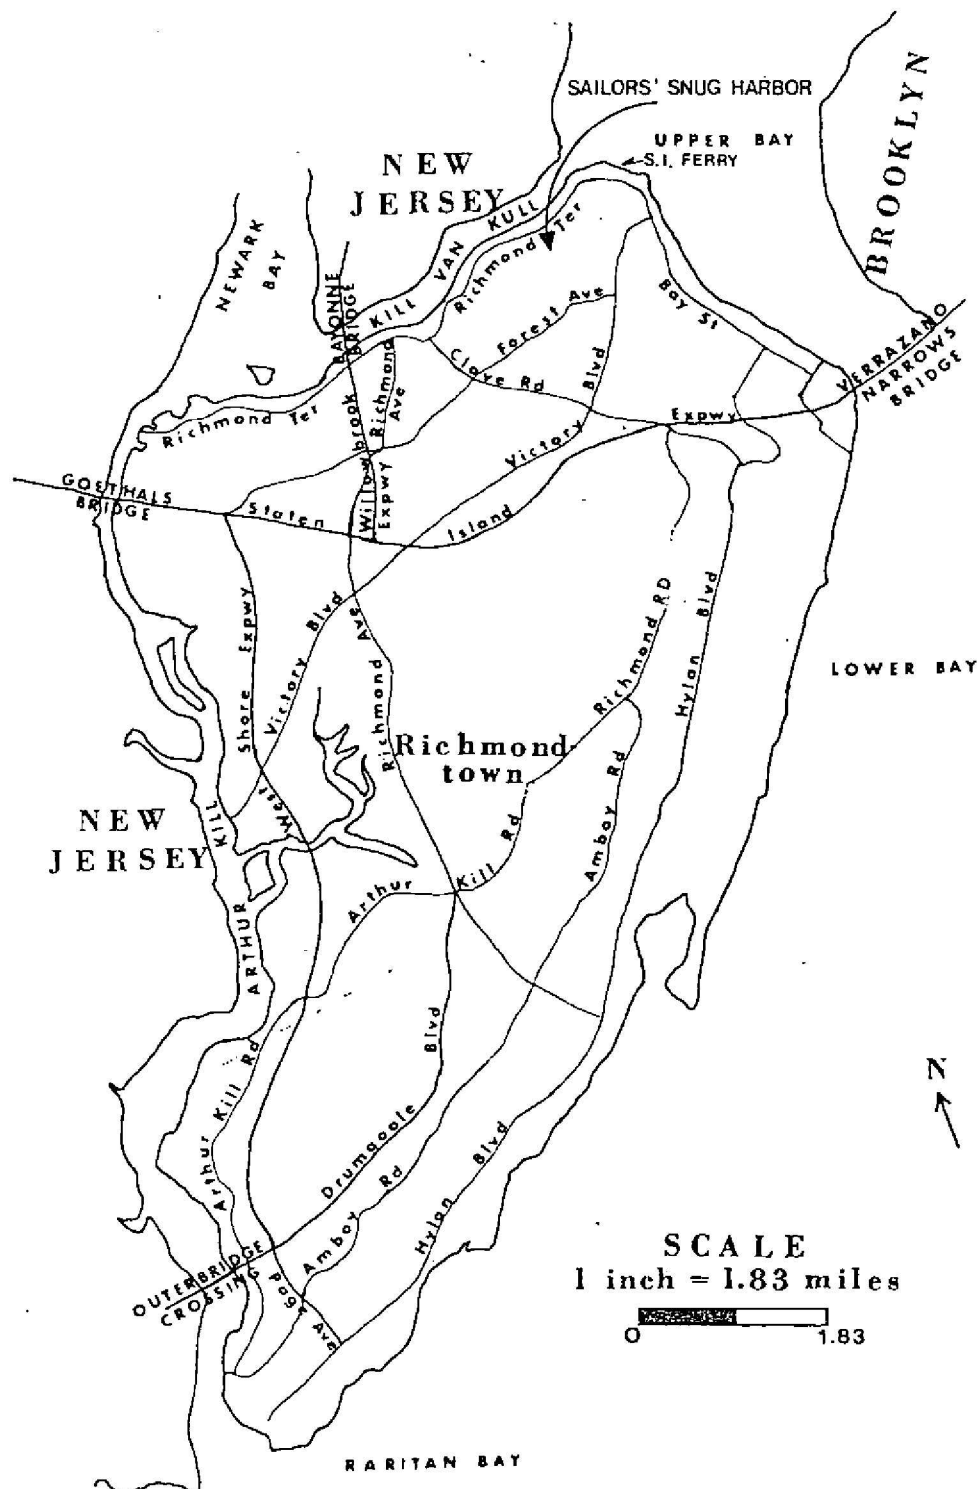 SAILORS' SNUG HARBOR
UPPER BAY
S.I. FERRY
BROOKLYN
NEW
JERSEY
KILL VAN KULL
Richmond Ter
NEWARK
BAY
BAYONNE
BRIDGE
Bay St
Forest Ave
Clove Rd
Richmond
Ave
Victory Blvd
VERRAZANO
NARROWS
BRIDGE
Richmond Ter
Willowbrook
Expwy
GOETHALS
BRIDGE
Staten Island Expwy
West Shore Expwy
Victory Blvd
Richmond Ave
Richmond RD
Hylan Blvd
LOWER BAY
Richmond-
town
NEW
JERSEY
ARTHUR KILL
Arthur Kill Rd
Amboy Rd
Arthur Kill Rd
Drumgoole Blvd
Amboy Rd
Hylan Blvd
N
OUTERBRIDGE
CROSSING
Page Ave
SCALE
1 inch = 1.83 miles
0 1.83
RARITAN BAY